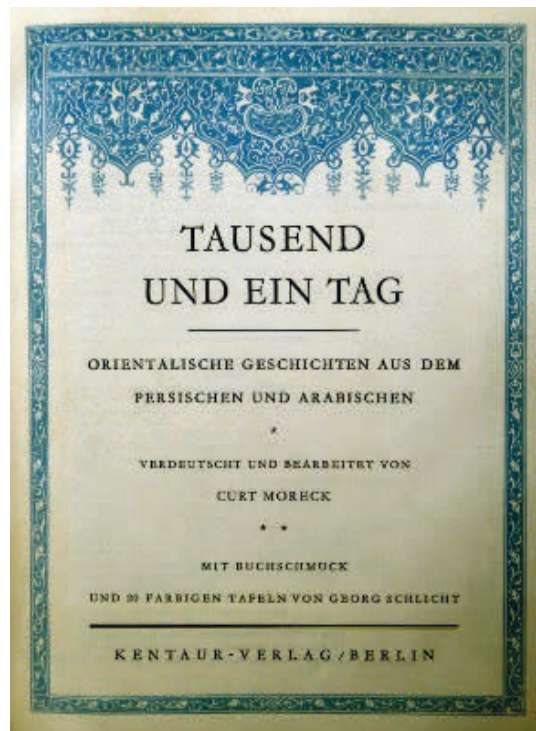 TAUSEND
UND EIN TAG
ORIENTALISCHE GESCHICHTEN AUS DEM
PERSISCHEN UND ARABISCHEN
*
VERDEUTSCHT UND BEARBEITET VON
CURT MORECK
* *
MIT BUCHSCHMUCK
UND 20 FARBIGEN TAFELN VON GEORG SCHLICHT
KENTAUR-VERLAG/BERLIN